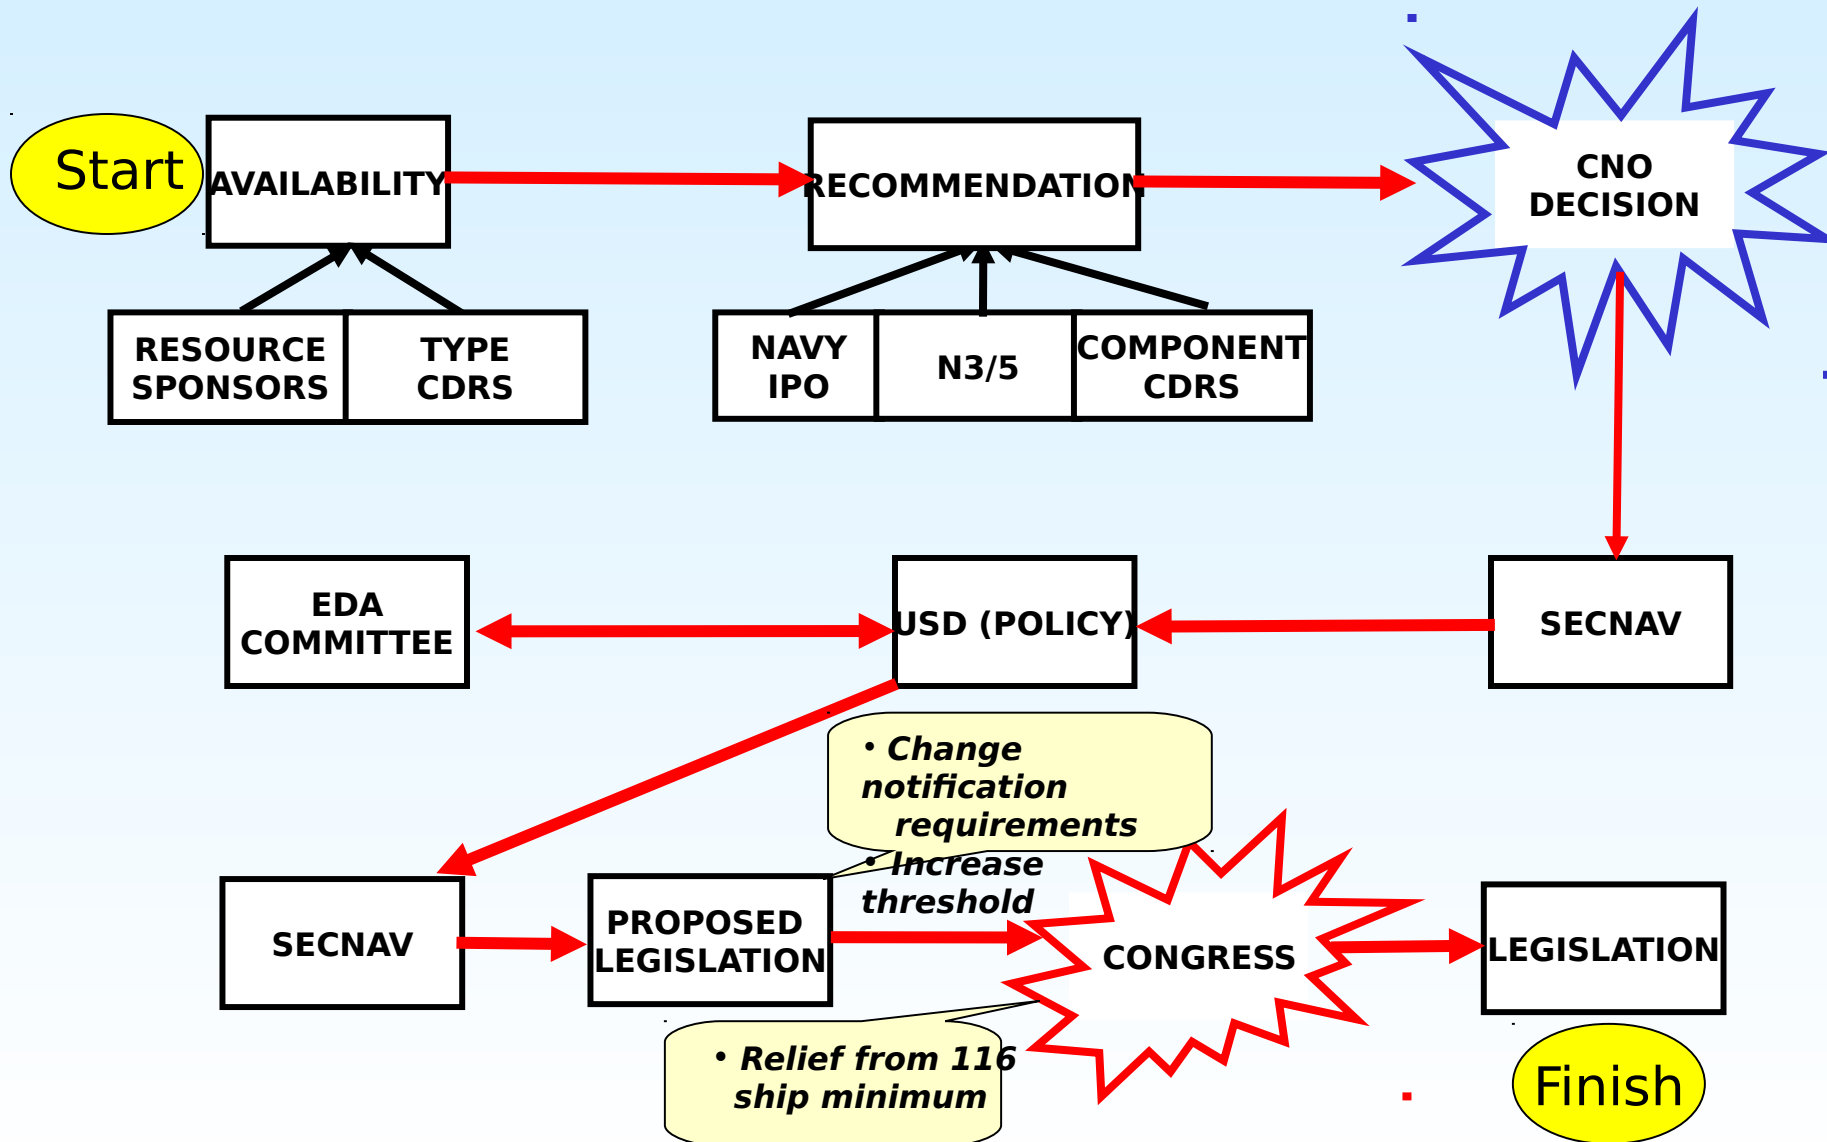 Start
AVAILABILITY
RECOMMENDATION
CNO
DECISION
RESOURCE
SPONSORS
TYPE
CDRS
NAVY
IPO
N3/5
COMPONENT
CDRS
EDA
COMMITTEE
USD (POLICY)
SECNAV
• Change
notification
requirements
• Increase
threshold
SECNAV
PROPOSED
LEGISLATION
CONGRESS
LEGISLATION
• Relief from 116
ship minimum
Finish